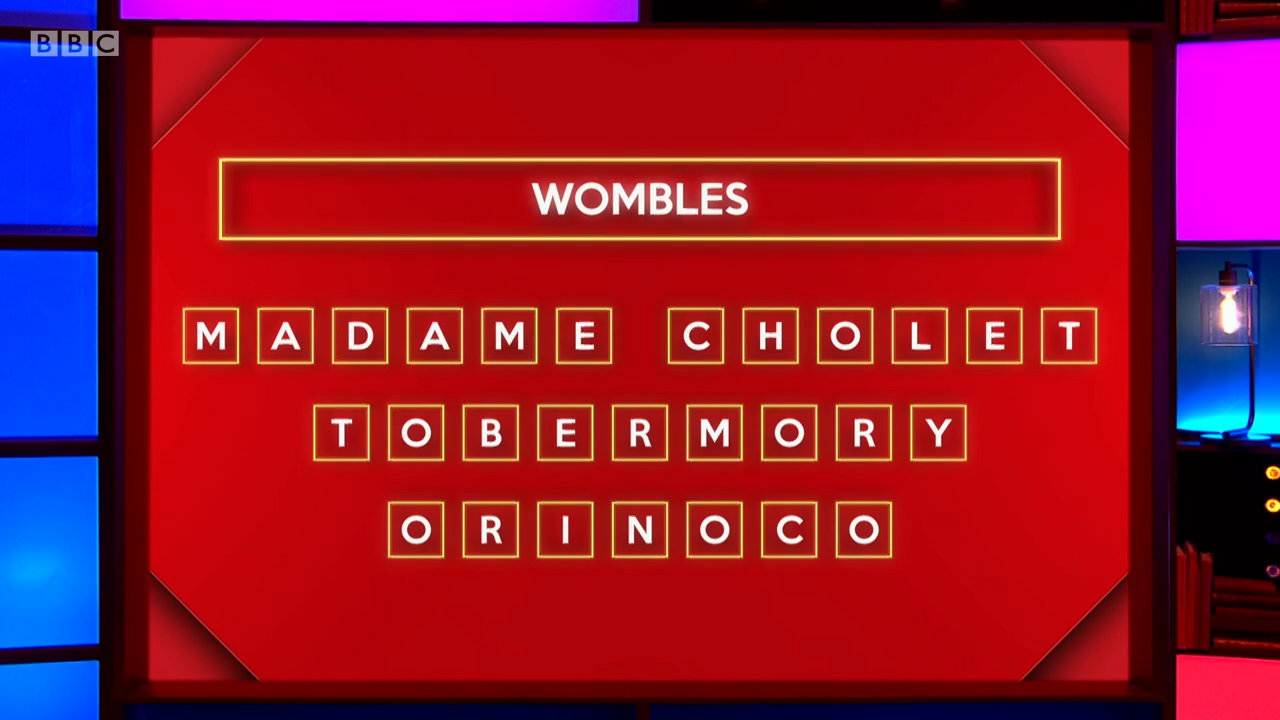 BBC
WOMBLES
MADAME CHOLET
TOBERMORY
ORINOCO